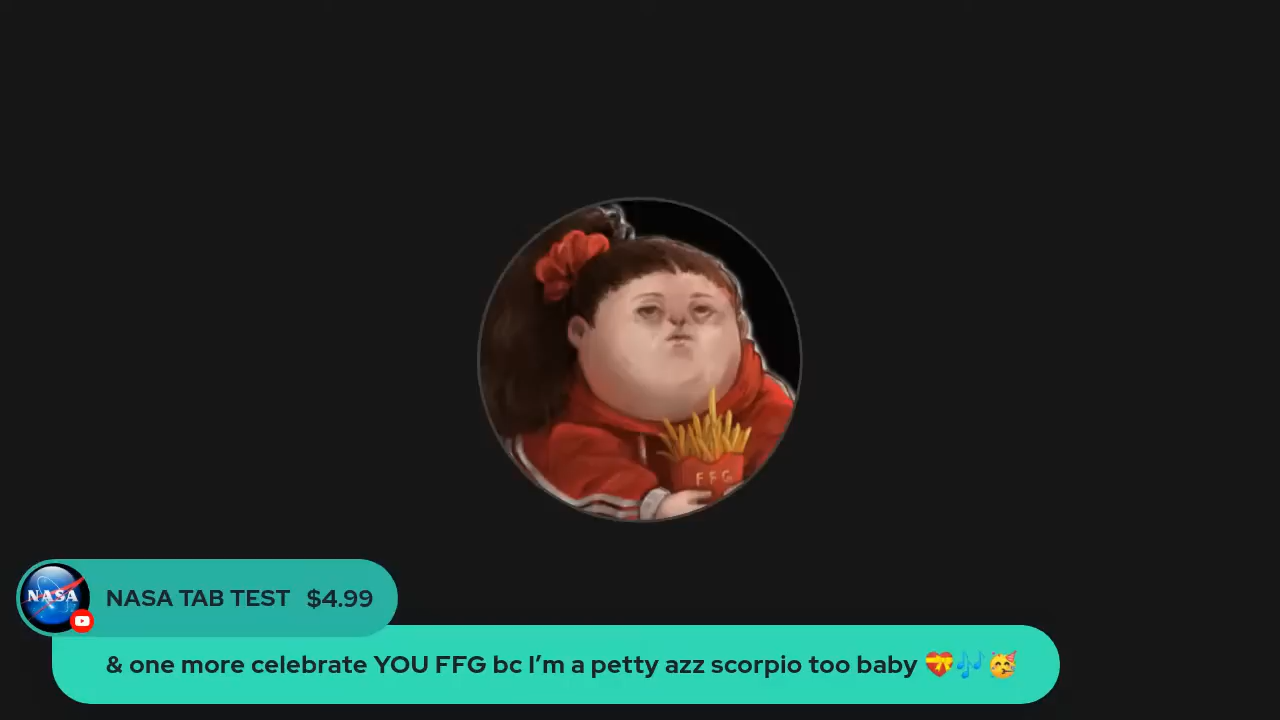 FFG
NASA
NASA TAB TEST $4.99
& one more celebrate YOU FFG bc I’m a petty azz scorpio too baby 💝🎶🥳